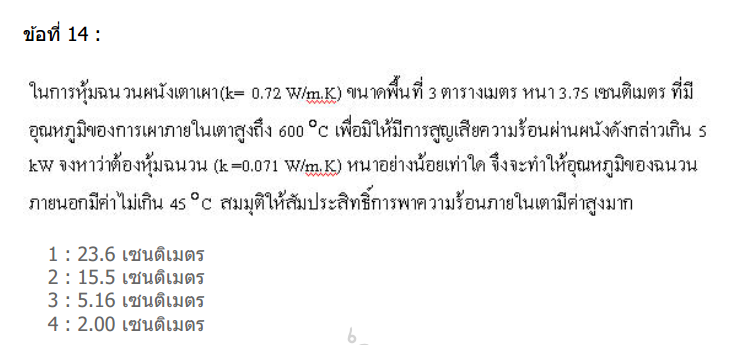 ข้อที่ 14 :
ในการหุ้มฉนวนผนังเตาเผา(k= 0.72 W/m.K) ขนาดพื้นที่ 3 ตารางเมตร หนา 3.75 เซนติเมตร ที่มี
อุณหภูมิของการเผาภายในเตาสูงถึง 600 °C เพื่อมิให้มีการสูญเสียความร้อนผ่านผนังดังกล่าวเกิน 5
kW จงหาว่าต้องหุ้มฉนวน (k =0.071 W/m.K) หนาอย่างน้อยเท่าใด จึงจะทำให้อุณหภูมิของฉนวน
ภายนอกมีค่าไม่เกิน 45 °C สมมุติให้สัมประสิทธิ์การพาความร้อนภายในเตามีค่าสูงมาก
1 : 23.6 เซนติเมตร
2 : 15.5 เซนติเมตร
3 : 5.16 เซนติเมตร
4 : 2.00 เซนติเมตร